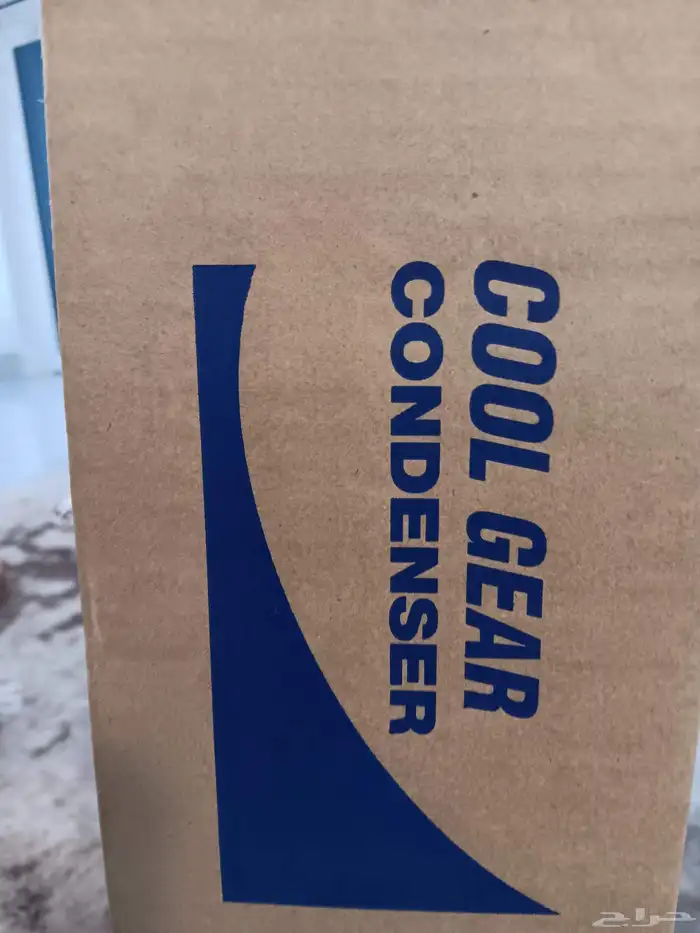 COOL GEAR
CONDENSER
حراج